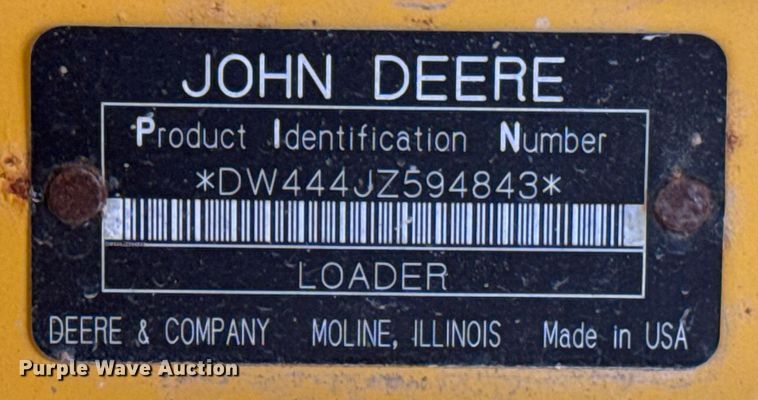 JOHN DEERE
Product Identification Number
*DW444JZ594843*
LOADER
DEERE & COMPANY MOLINE, ILLINOIS Made in USA
Purple Wave Auction